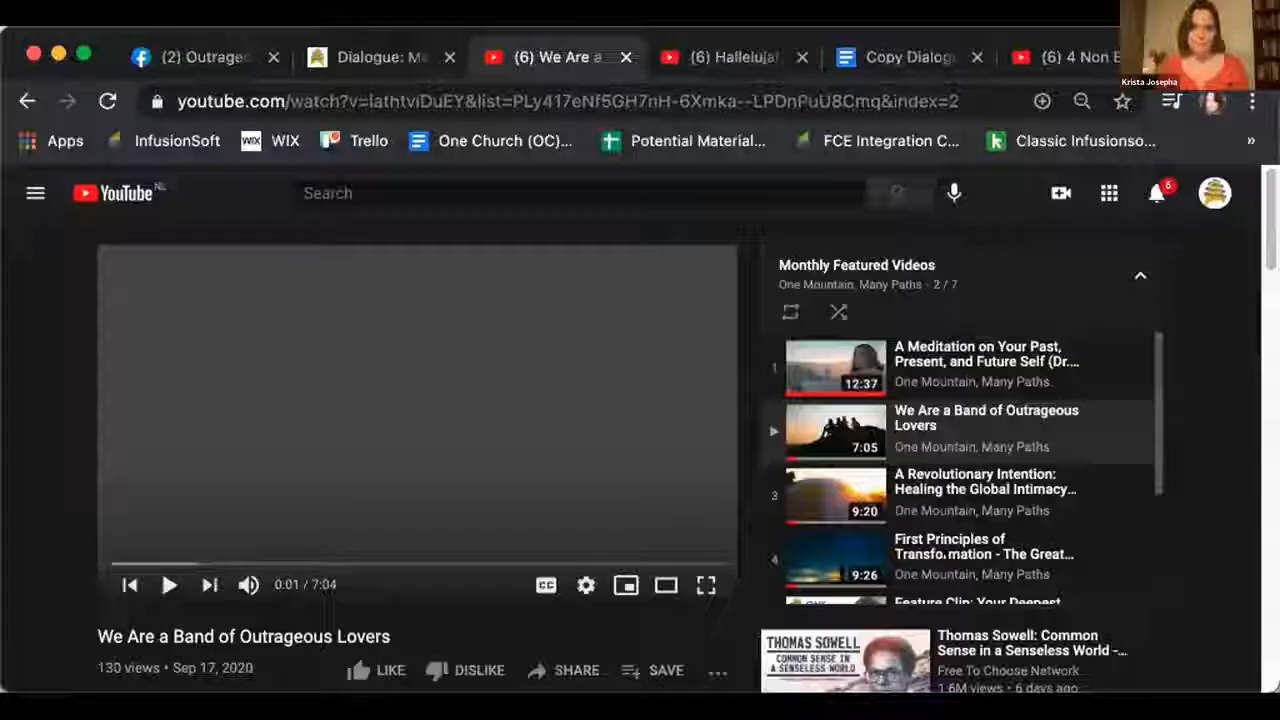 (2) Outrage
Dialogue: M
(6) We Are a
(6) Hallelujal
Copy Dialog
(6) 4 Non E
Krista Josepha
youtube.com/watch?v=lathtviDuEY&list=PLy417eNf5GH7nH-6Xmka--LPDnPuU8Cmq&index=2
Apps
InfusionSoft
WIX WIX
Trello
One Church (OC)...
Potential Material...
FCE Integration C...
Classic Infusionso...
»
YouTube NL
Search
6
Monthly Featured Videos
One Mountain, Many Paths - 2 / 7
1
12:37
A Meditation on Your Past,
Present, and Future Self (Dr....
One Mountain, Many Paths
7:05
We Are a Band of Outrageous
Lovers
One Mountain, Many Paths
3
9:20
A Revolutionary Intention:
Healing the Global Intimacy...
One Mountain, Many Paths
4
9:26
First Principles of
Transformation - The Great...
One Mountain, Many Paths
Feature Clip: Your Deepest
CC
0:01 / 7:04
We Are a Band of Outrageous Lovers
130 views • Sep 17, 2020
LIKE
DISLIKE
SHARE
SAVE
THOMAS SOWELL
COMMON SENSE IN
A SENSELESS WORLD
Thomas Sowell: Common
Sense in a Senseless World -...
Free To Choose Network
1.6M views • 6 days ago